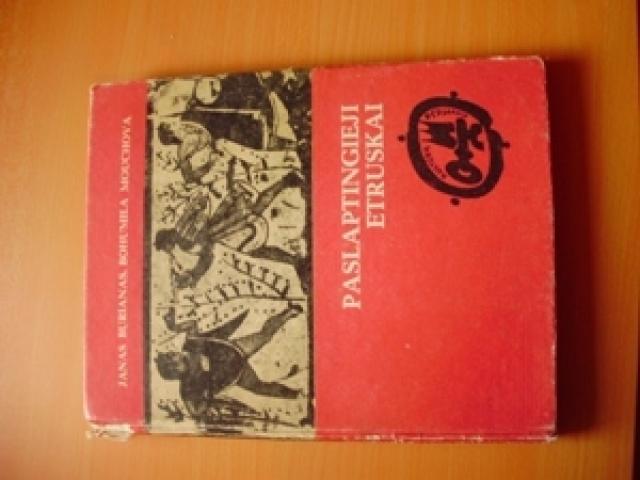 JANAS BURIANAS, BOHUMILA MOUCHOVA
PASLAPTINGIEJI
ETRUSKAI